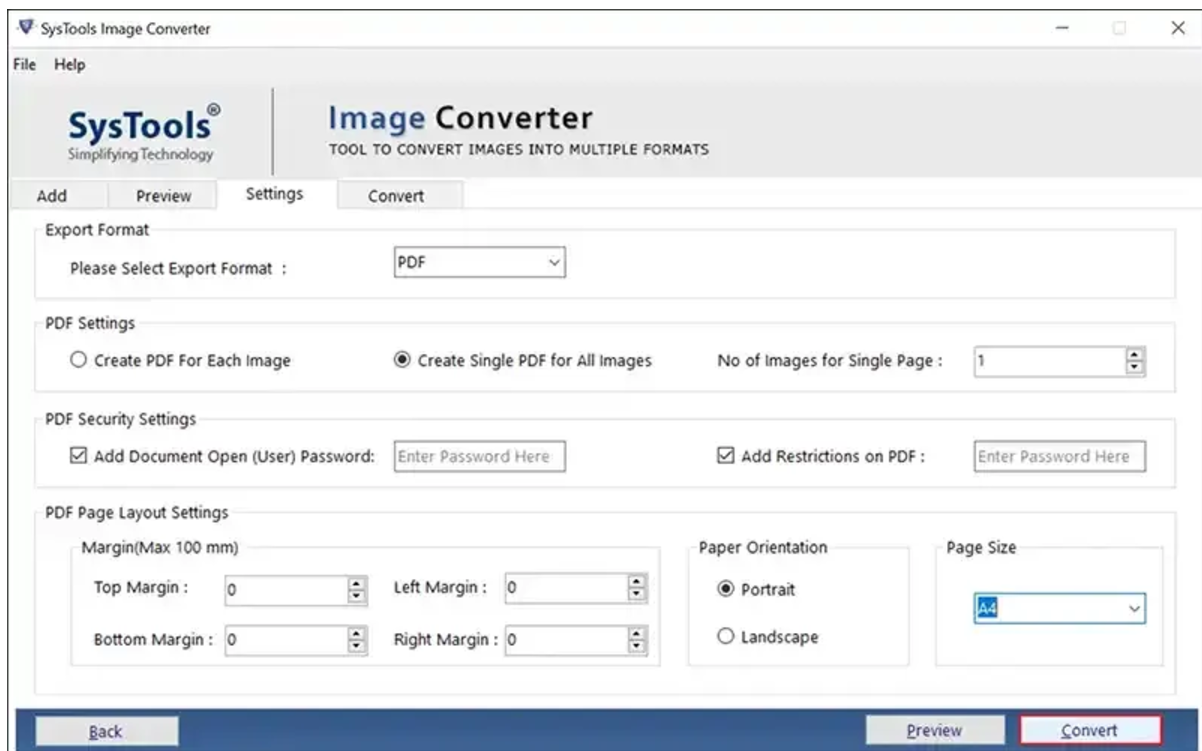 SysTools Image Converter
File Help
SysTools®
Simplifying Technology
Image Converter
TOOL TO CONVERT IMAGES INTO MULTIPLE FORMATS
Add Preview Settings Convert
Export Format
Please Select Export Format : PDF
PDF Settings
Create PDF For Each Image Create Single PDF for All Images No of Images for Single Page : 1
PDF Security Settings
Add Document Open (User) Password: Enter Password Here Add Restrictions on PDF : Enter Password Here
PDF Page Layout Settings
Margin(Max 100 mm) Paper Orientation Page Size
Top Margin : 0 Left Margin : 0 Portrait
A4
Bottom Margin : 0 Right Margin : 0 Landscape
Back Preview Convert